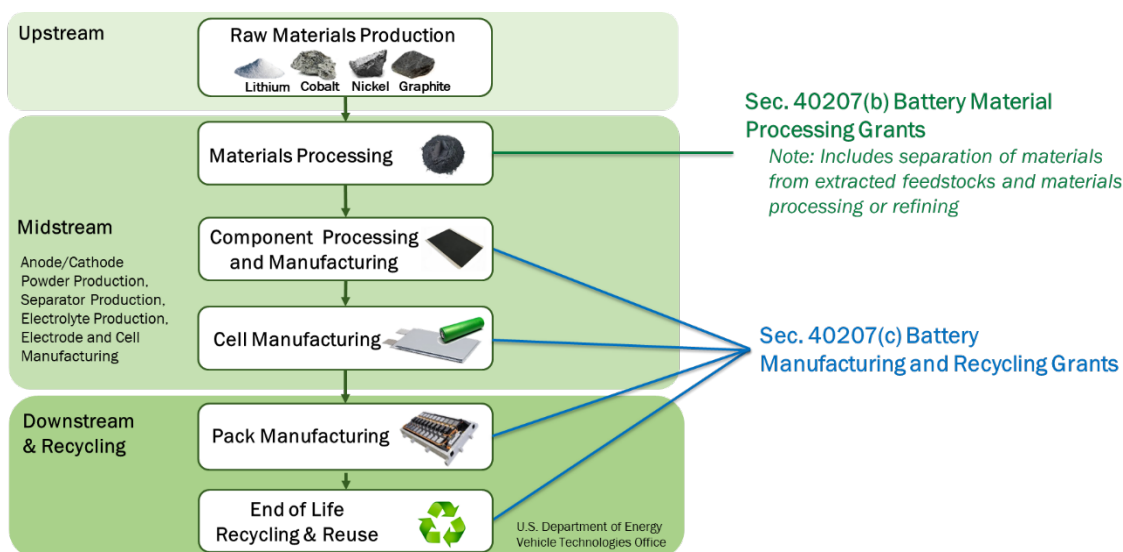 Upstream
Raw Materials Production
Lithium Cobalt Nickel Graphite
Materials Processing
Sec. 40207(b) Battery Material
Processing Grants
Note: Includes separation of materials
from extracted feedstocks and materials
processing or refining
Midstream
Anode/Cathode
Powder Production,
Separator Production,
Electrolyte Production,
Electrode and Cell
Manufacturing
Component Processing
and Manufacturing
Cell Manufacturing
Sec. 40207(c) Battery
Manufacturing and Recycling Grants
Downstream
& Recycling
Pack Manufacturing
End of Life
Recycling & Reuse
U.S. Department of Energy
Vehicle Technologies Office